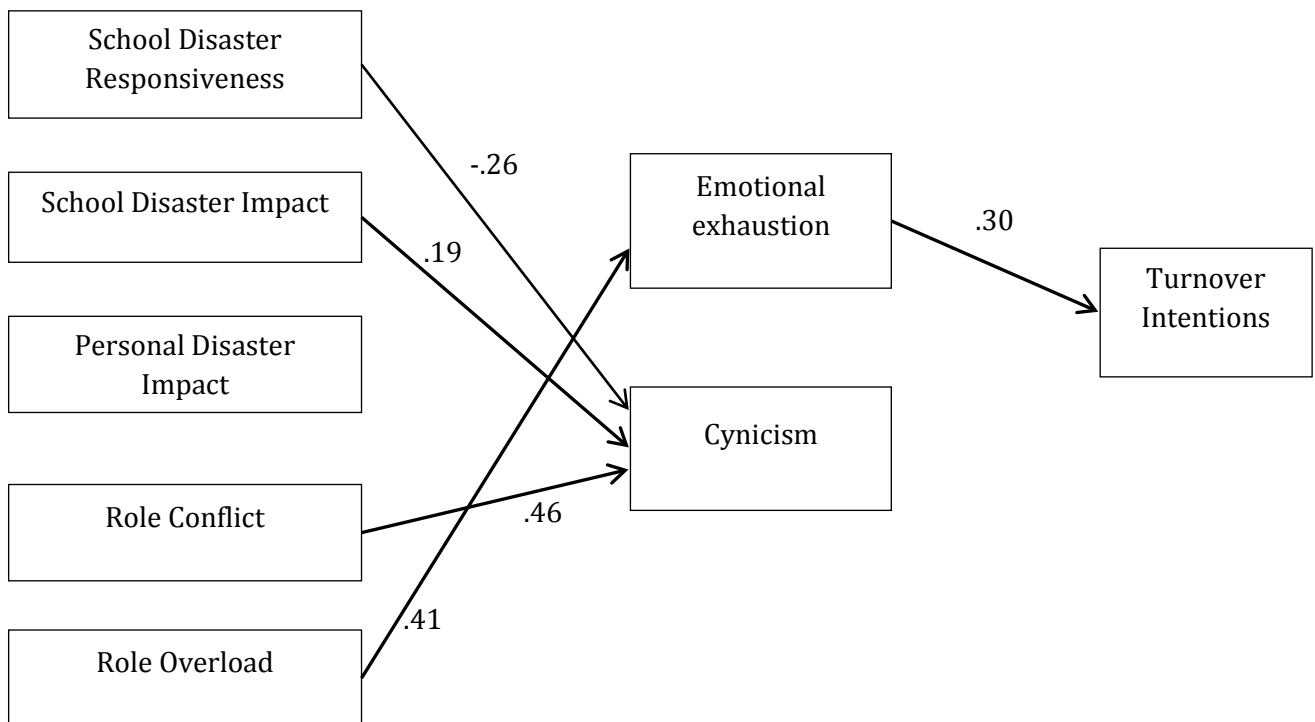 School Disaster
Responsiveness
-.26
School Disaster Impact
.19
Personal Disaster
Impact
Role Conflict
.46
Role Overload
.41
Emotional
exhaustion
.30
Cynicism
Turnover
Intentions